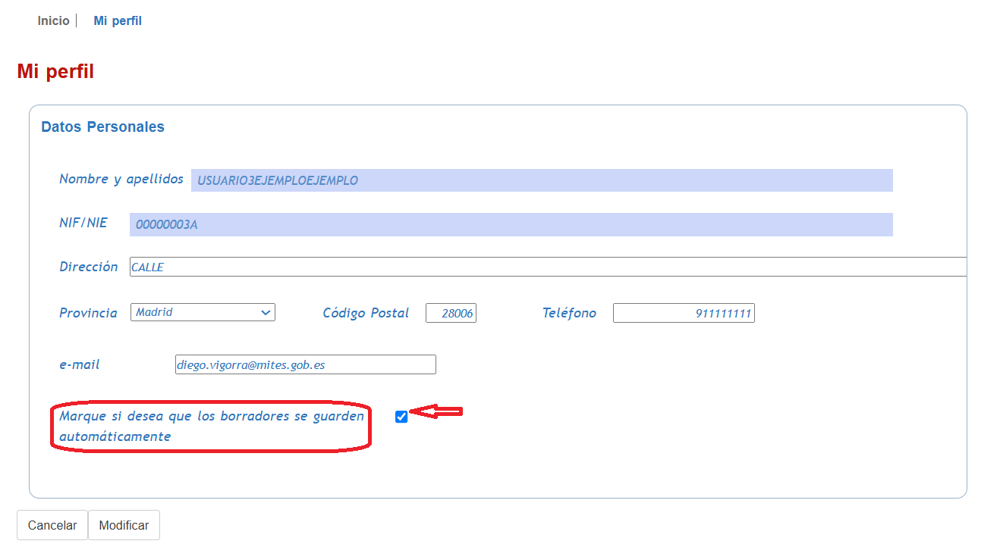 Inicio | Mi perfil
Mi perfil
Datos Personales
Nombre y apellidos USUARIO3EJEMPLOEJEMPLO
NIF/NIE 00000003A
Dirección CALLE
Provincia Madrid Código Postal 28006 Teléfono 911111111
e-mail diego.vigorra@mites.gob.es
Marque si desea que los borradores se guarden
automáticamente
Cancelar Modificar